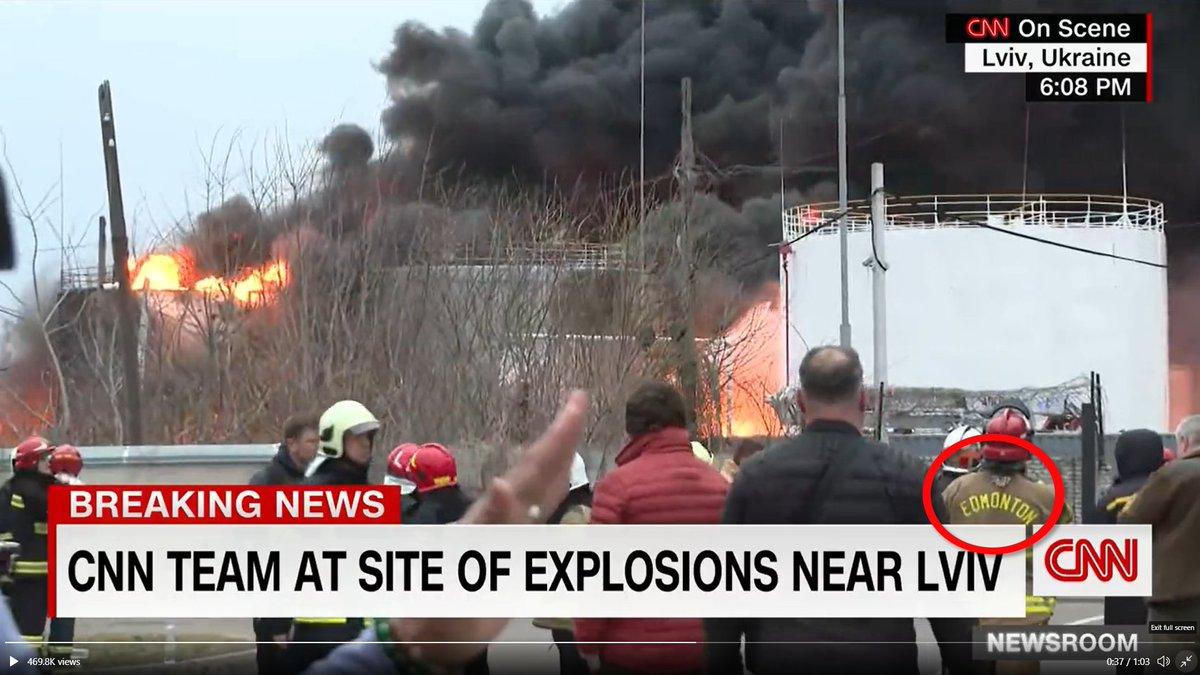 CNN On Scene
Lviv, Ukraine
6:08 PM
EDMONTON
BREAKING NEWS
CNN TEAM AT SITE OF EXPLOSIONS NEAR LVIV
CNN
Exit full screen
NEWSROOM
469.8K views
0:37 / 1:03